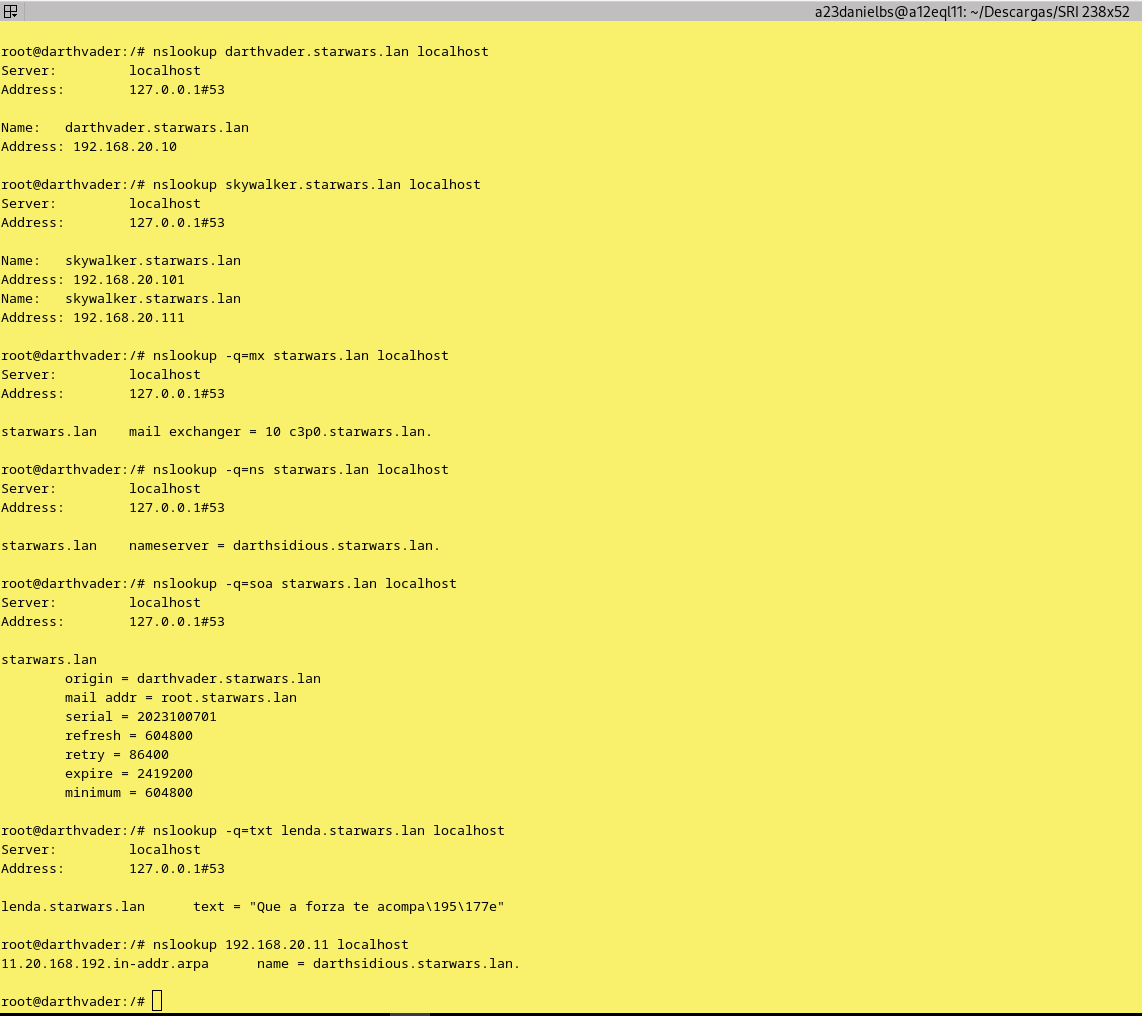 a23danielbs@a12eql11: ~/Descargas/SRI 238x52
root@darthvader:/# nslookup darthvader.starwars.lan localhost
Server: localhost
Address: 127.0.0.1#53
Name: darthvader.starwars.lan
Address: 192.168.20.10
root@darthvader:/# nslookup skywalker.starwars.lan localhost
Server: localhost
Address: 127.0.0.1#53
Name: skywalker.starwars.lan
Address: 192.168.20.101
Name: skywalker.starwars.lan
Address: 192.168.20.111
root@darthvader:/# nslookup -q=mx starwars.lan localhost
Server: localhost
Address: 127.0.0.1#53
starwars.lan mail exchanger = 10 c3p0.starwars.lan.
root@darthvader:/# nslookup -q=ns starwars.lan localhost
Server: localhost
Address: 127.0.0.1#53
starwars.lan nameserver = darthsidious.starwars.lan.
root@darthvader:/# nslookup -q=soa starwars.lan localhost
Server: localhost
Address: 127.0.0.1#53
starwars.lan
origin = darthvader.starwars.lan
mail addr = root.starwars.lan
serial = 2023100701
refresh = 604800
retry = 86400
expire = 2419200
minimum = 604800
root@darthvader:/# nslookup -q=txt lenda.starwars.lan localhost
Server: localhost
Address: 127.0.0.1#53
lenda.starwars.lan text = "Que a forza te acompa\195\177e"
root@darthvader:/# nslookup 192.168.20.11 localhost
11.20.168.192.in-addr.arpa name = darthsidious.starwars.lan.
root@darthvader:/#